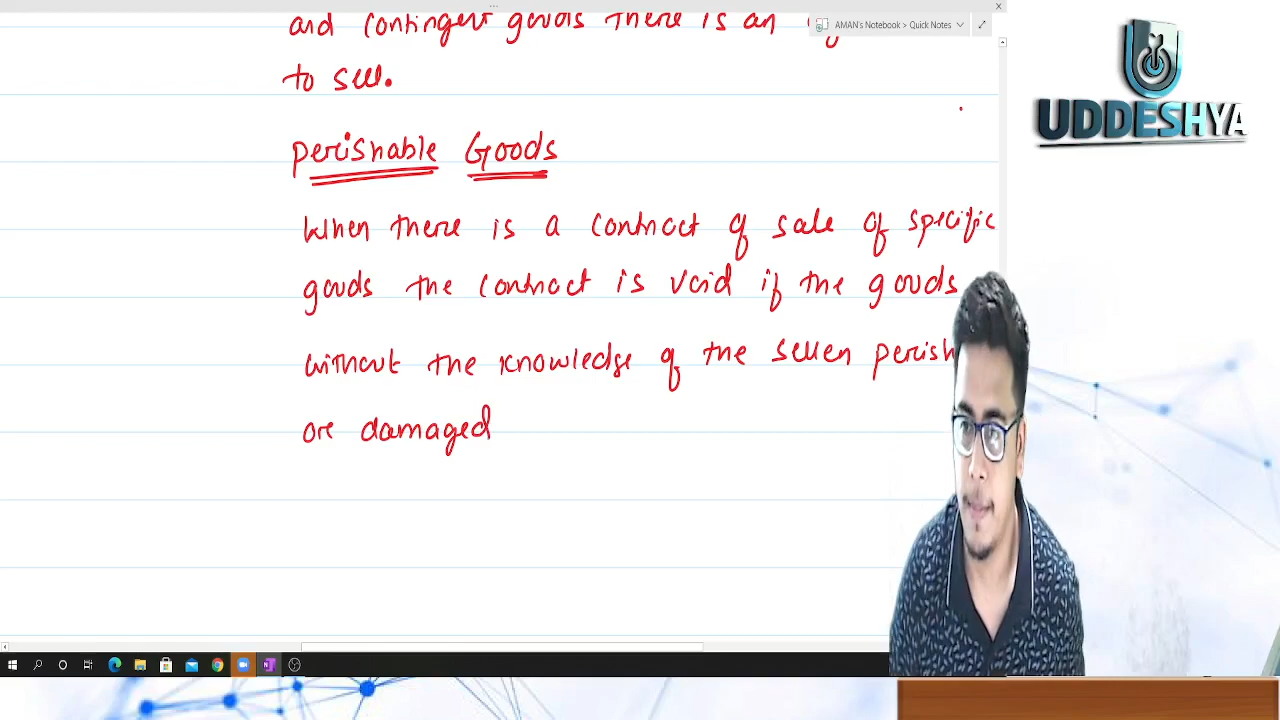 and contingent goods there is an
AMAN's Notebook > Quick Notes
to sell.
UDDESHYA
Perishable Goods
When there is a contract of sale of specific
goods the contract is void if the goods
without the knowledge of the seller perish
are damaged